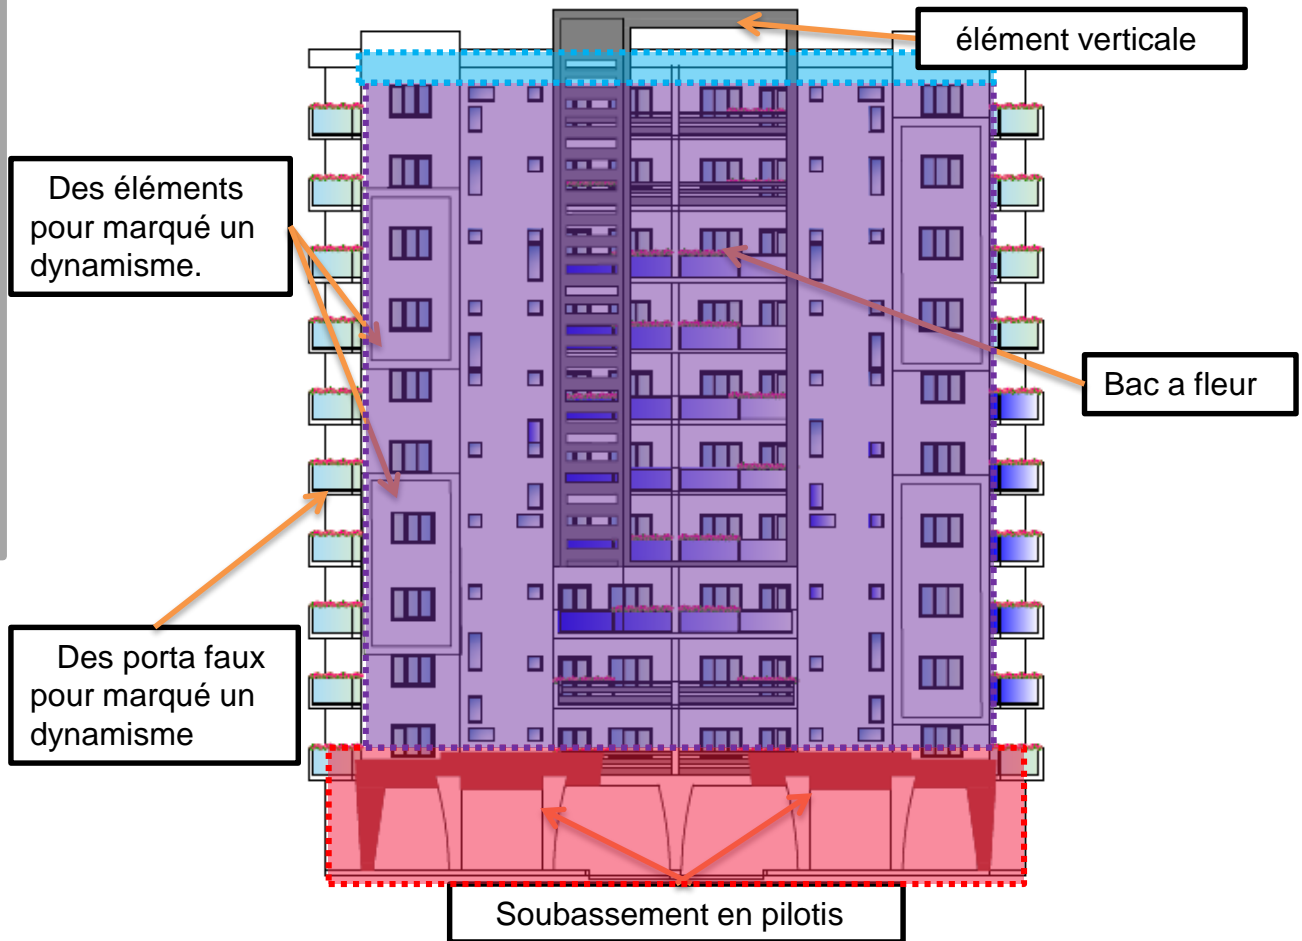 élément verticale
Des éléments
pour marqué un
dynamisme.
Bac a fleur
Des porta faux
pour marqué un
dynamisme
Soubassement en pilotis